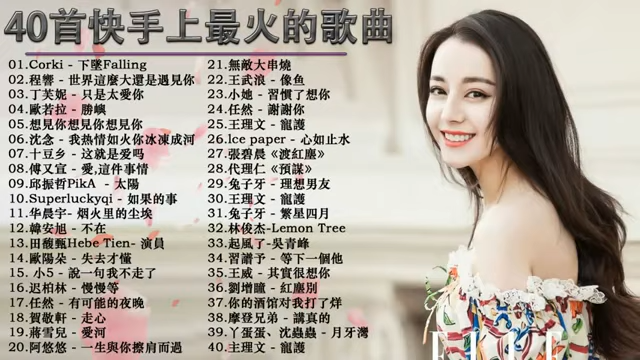 40首快手上最火的歌曲
01.Corki - 下墜Falling
02.程響 - 世界這麼大還是遇見你
03.丁芙妮 - 只是太愛你
04.歐若拉 - 勝嶼
05.想見你想見你想見你
06.沈念 - 我熱情如火你冰凍成河
07.十豆乡 - 这就是爱吗
08.傅又宣 - 愛,這件事情
09.邱振哲PikA - 太陽
10.Superluckyqi - 如果的事
11.华晨宇- 烟火里的尘埃
12.韓安旭 - 不在
13.田馥甄Hebe Tien- 演員
14.歐陽朵 - 失去才懂
15. 小5 - 說一句我不走了
16.迟柏林 - 慢慢等
17.任然 - 有可能的夜晚
18.賀敬軒 - 走心
19.蔣雪兒 - 愛河
20.阿悠悠 - 一生與你擦肩而過
21.無敵大串燒
22.王武浪 - 像鱼
23.小她 - 習慣了想你
24.任然 - 謝謝你
25.王理文 - 寵護
26.lce paper - 心如止水
27.張碧晨《渡紅塵》
28.代理仁《預謀》
29.兔子牙 - 理想男友
30.王理文 - 寵護
31.兔子牙 - 繁星四月
32.林俊杰-Lemon Tree
33.起風了-吳青峰
34.習譜予 - 等下一個他
35.王威 - 其實很想你
36.劉增瞳 - 紅塵別
37.你的酒馆对我打了烊
38.摩登兄弟 - 講真的
39.丫蛋蛋、沈蟲蟲 - 月牙灣
40.主理文 - 寵護